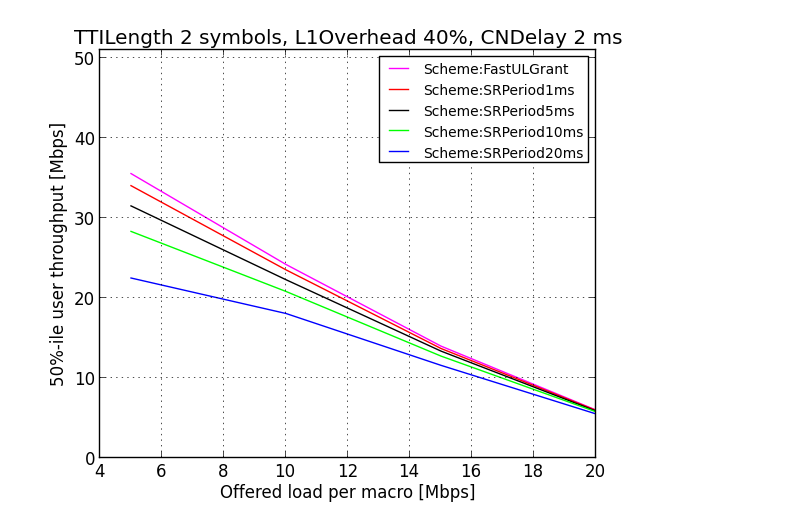 TTILength 2 symbols, L1Overhead 40%, CNDelay 2 ms
50%-ile user throughput [Mbps]
50
40
30
20
10
0
Scheme:FastULGrant
Scheme:SRPeriod1ms
Scheme:SRPeriod5ms
Scheme:SRPeriod10ms
Scheme:SRPeriod20ms
4 6 8 10 12 14 16 18 20
Offered load per macro [Mbps]